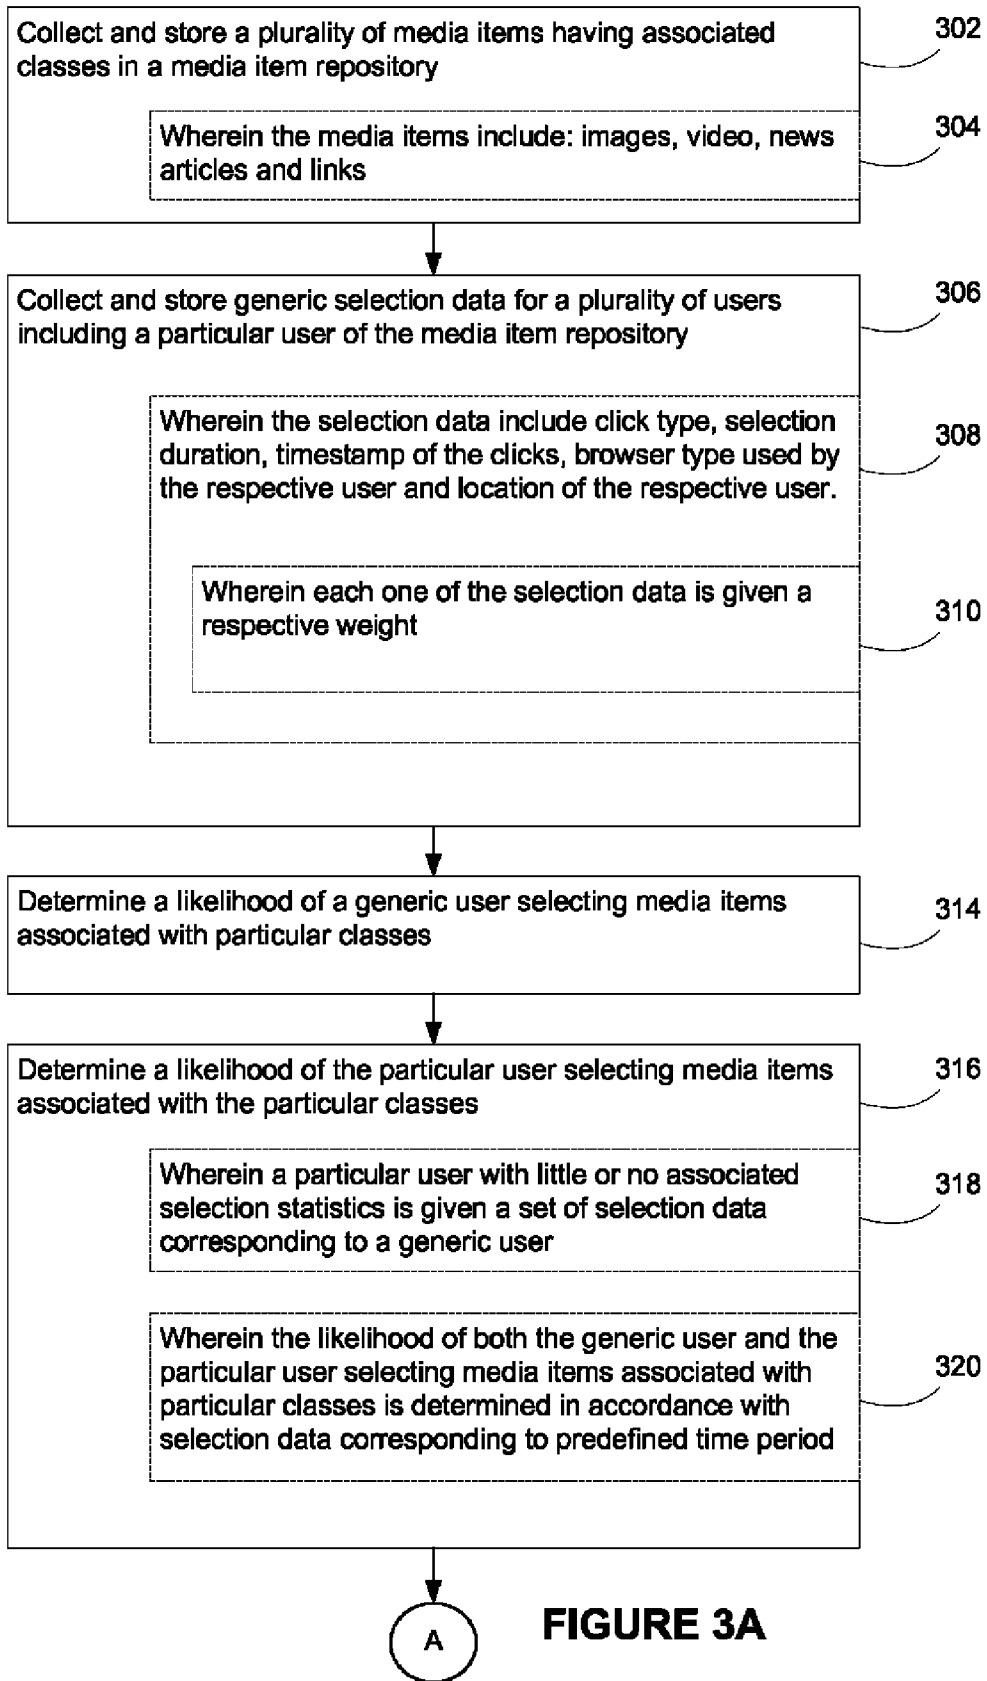 Collect and store a plurality of media items having associated
classes in a media item repository
302
Wherein the media items include: images, video, news
articles and links
304
Collect and store generic selection data for a plurality of users
including a particular user of the media item repository
306
Wherein the selection data include click type, selection
duration, timestamp of the clicks, browser type used by
the respective user and location of the respective user.
308
Wherein each one of the selection data is given a
respective weight
310
Determine a likelihood of a generic user selecting media items
associated with particular classes
314
Determine a likelihood of the particular user selecting media items
associated with the particular classes
316
Wherein a particular user with little or no associated
selection statistics is given a set of selection data
corresponding to a generic user
318
Wherein the likelihood of both the generic user and the
particular user selecting media items associated with
particular classes is determined in accordance with
selection data corresponding to predefined time period
320
A
FIGURE 3A